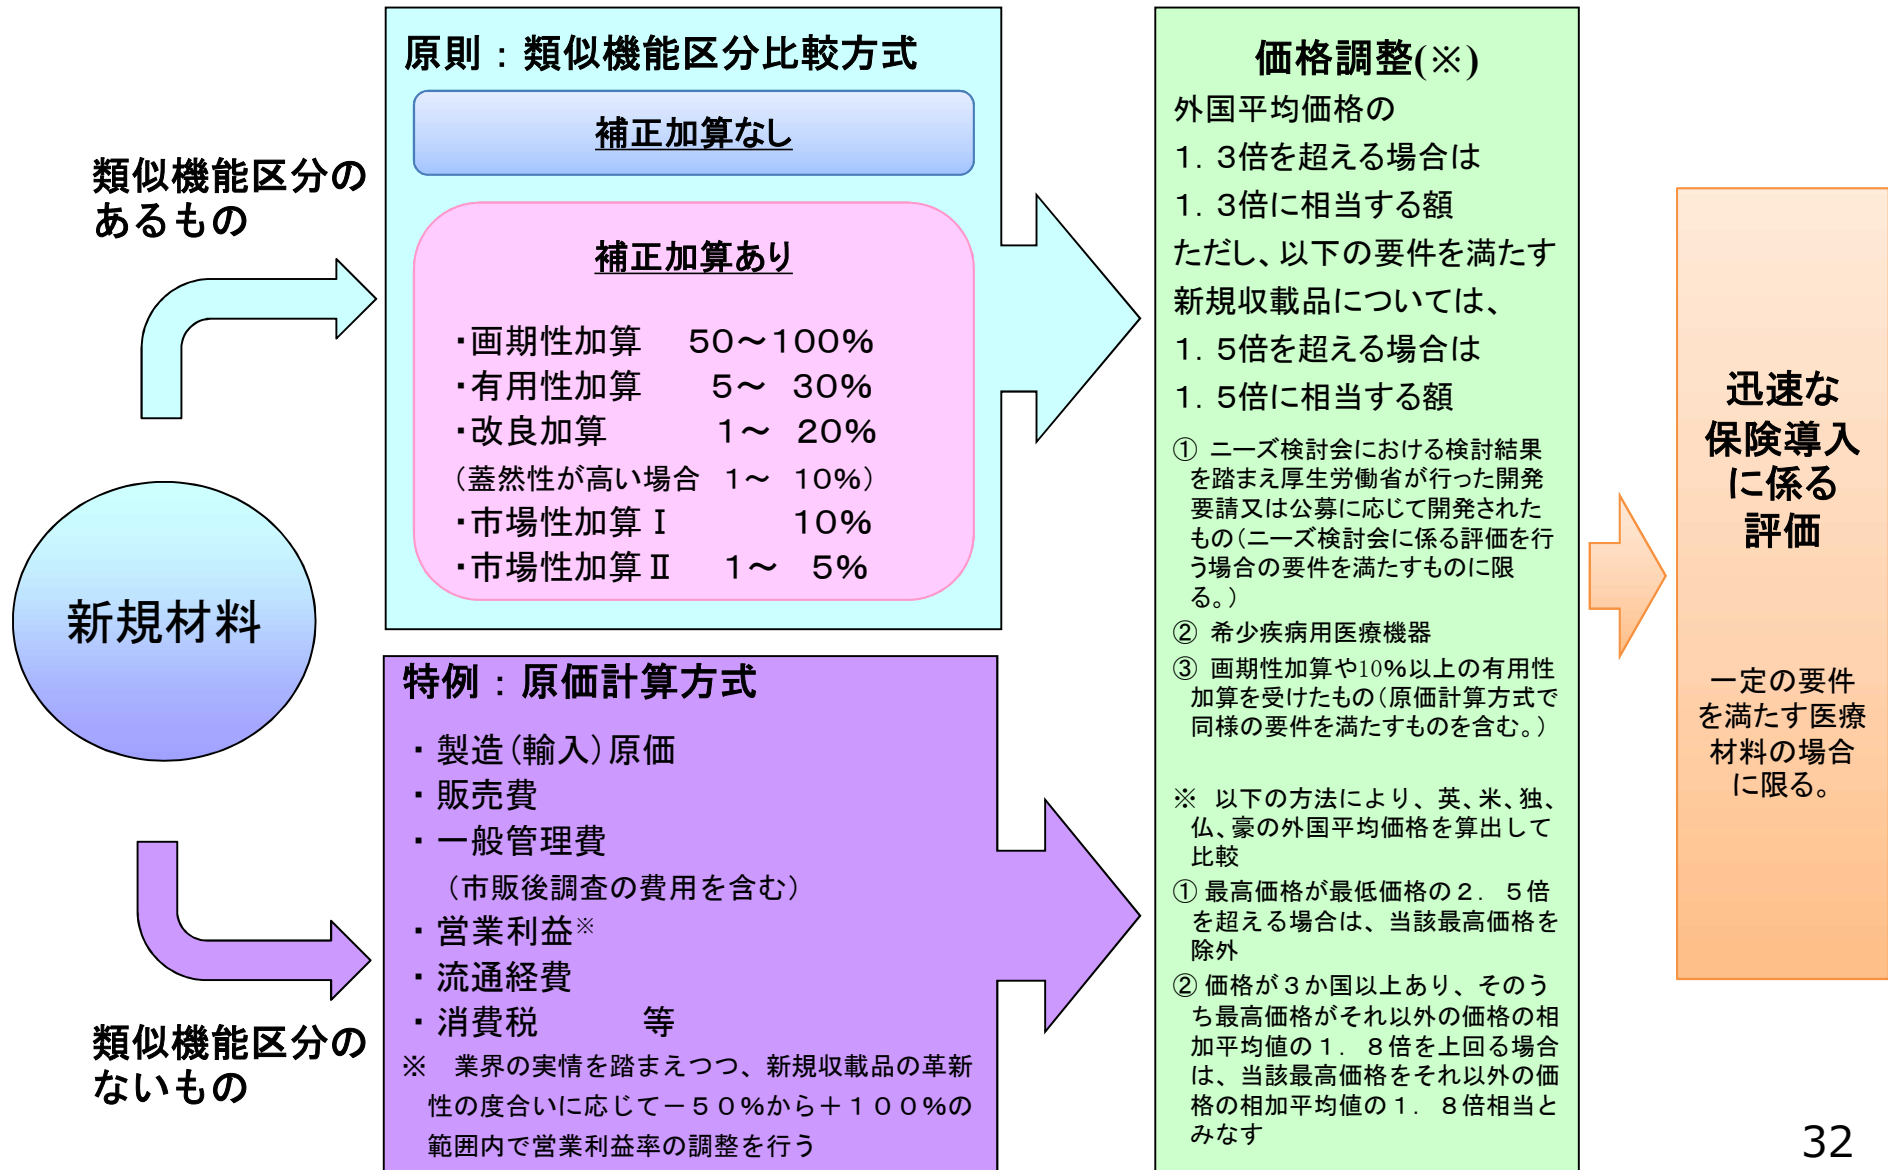 新規材料
類似機能区分の
あるもの
類似機能区分の
ないもの
原則：類似機能区分比較方式
補正加算なし
補正加算あり
・画期性加算　50～100%
・有用性加算　5～　30%
・改良加算　1～　20%
（蓋然性が高い場合　1～　10%）
・市場性加算Ⅰ　10%
・市場性加算Ⅱ　1～　5%
特例：原価計算方式
・製造（輸入）原価
・販売費
・一般管理費
（市販後調査の費用を含む）
・営業利益※
・流通経費
・消費税　等
※　業界の実情を踏まえつつ、新規収載品の革新
性の度合いに応じて－５０％から＋１００％の
範囲内で営業利益率の調整を行う
価格調整(※)
外国平均価格の
１．３倍を超える場合は
１．３倍に相当する額
ただし、以下の要件を満たす
新規収載品については、
１．５倍を超える場合は
１．５倍に相当する額
① ニーズ検討会における検討結果
を踏まえ厚生労働省が行った開発
要請又は公募に応じて開発された
もの（ニーズ検討会に係る評価を行
う場合の要件を満たすものに限
る。）
② 希少疾病用医療機器
③ 画期性加算や10%以上の有用性
加算を受けたもの（原価計算方式で
同様の要件を満たすものを含む。）
※　以下の方法により、英、米、独、
仏、豪の外国平均価格を算出して
比較
① 最高価格が最低価格の２．５倍
を超える場合は、当該最高価格を
除外
② 価格が３か国以上あり、そのう
ち最高価格がそれ以外の価格の相
加平均値の１．８倍を上回る場合
は、当該最高価格をそれ以外の価
格の相加平均値の１．８倍相当と
みなす
迅速な
保険導入
に係る
評価
一定の要件
を満たす医療
材料の場合
に限る。
32